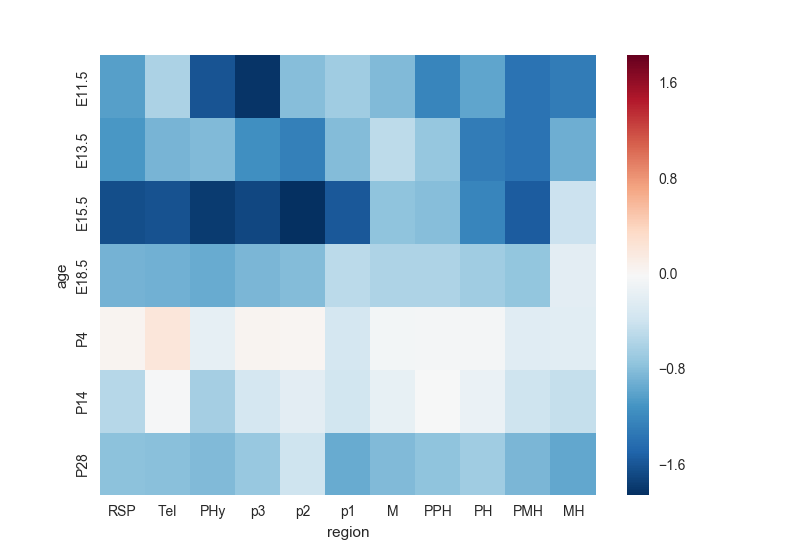 E11.5
E13.5
E15.5
E18.5
P4
P14
P28
age
RSP Tel PHy p3 p2 p1 M PPH PH PMH MH
region
1.6
0.8
0.0
−0.8
−1.6